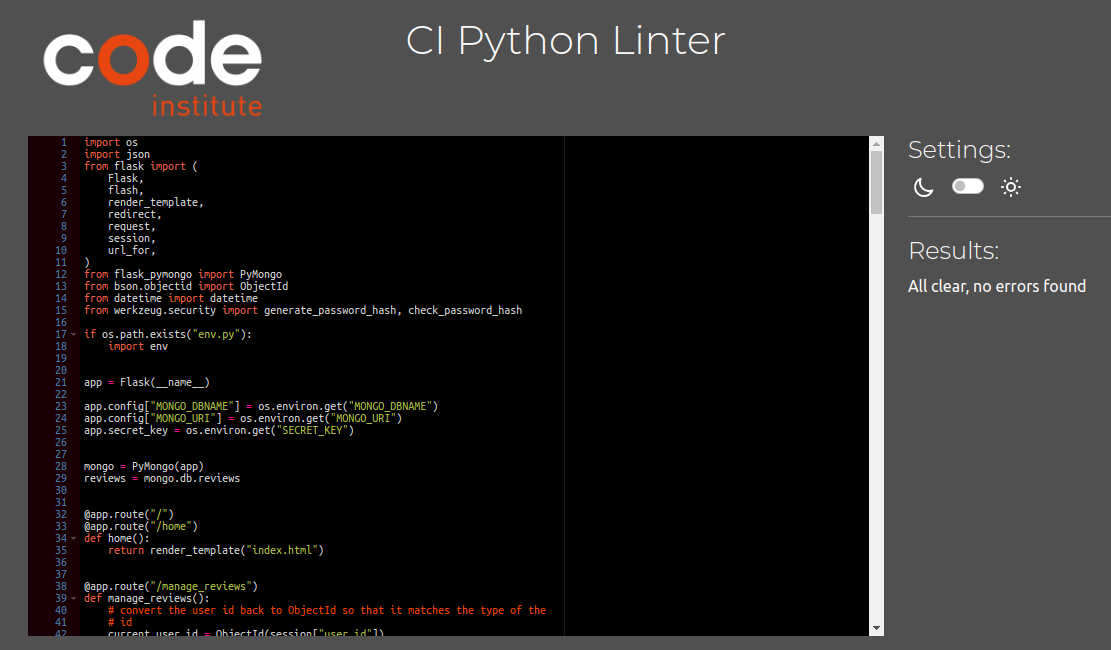 code
institute
CI Python Linter
1 import os
2 import json
3 from flask import (
4     Flask,
5     flash,
6     render_template,
7     redirect,
8     request,
9     session,
10     url_for,
11 )
12 from flask_pymongo import PyMongo
13 from bson.objectid import ObjectId
14 from datetime import datetime
15 from werkzeug.security import generate_password_hash, check_password_hash
16
17 if os.path.exists("env.py"):
18     import env
19
20
21 app = Flask(__name__)
22
23 app.config["MONGO_DBNAME"] = os.environ.get("MONGO_DBNAME")
24 app.config["MONGO_URI"] = os.environ.get("MONGO_URI")
25 app.secret_key = os.environ.get("SECRET_KEY")
26
27
28 mongo = PyMongo(app)
29 reviews = mongo.db.reviews
30
31
32 @app.route("/")
33 @app.route("/home")
34 def home():
35     return render_template("index.html")
36
37
38 @app.route("/manage_reviews")
39 def manage_reviews():
40     # convert the user id back to ObjectId so that it matches the type of the
41     # id
42     current_user_id = ObjectId(session["user_id"])
Settings:
Results:
All clear, no errors found